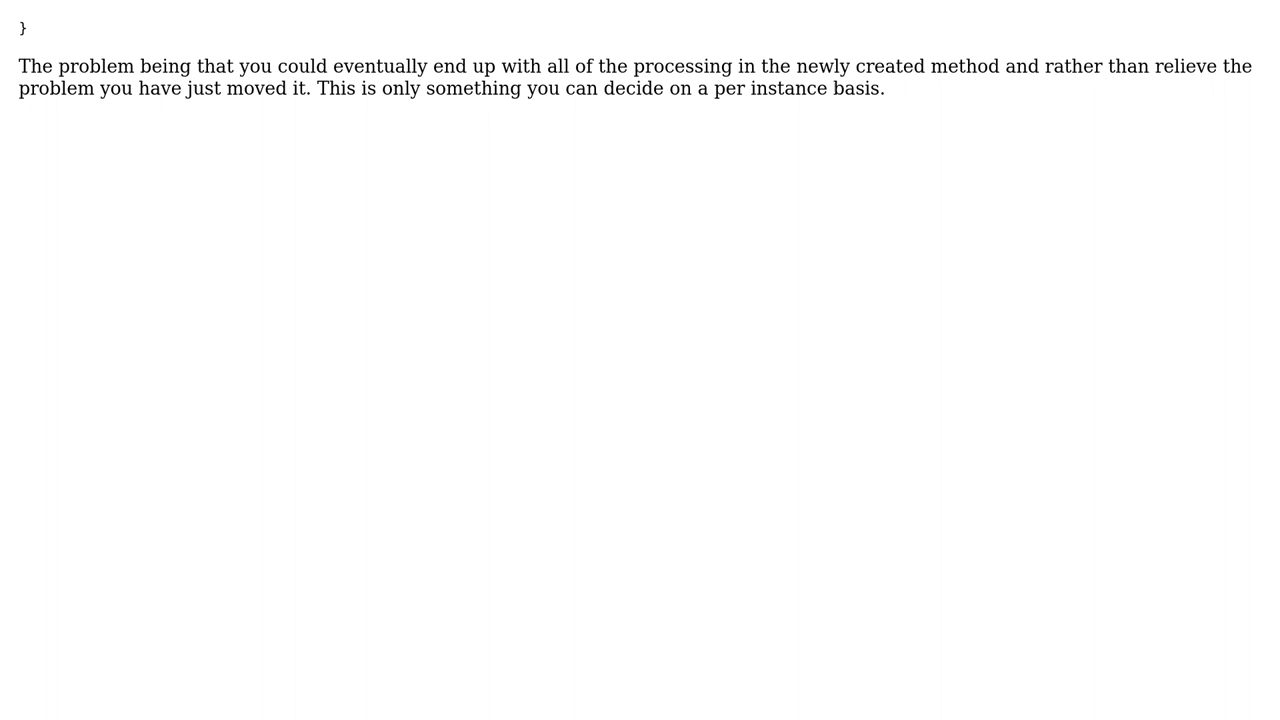 }
The problem being that you could eventually end up with all of the processing in the newly created method and rather than relieve the
problem you have just moved it. This is only something you can decide on a per instance basis.